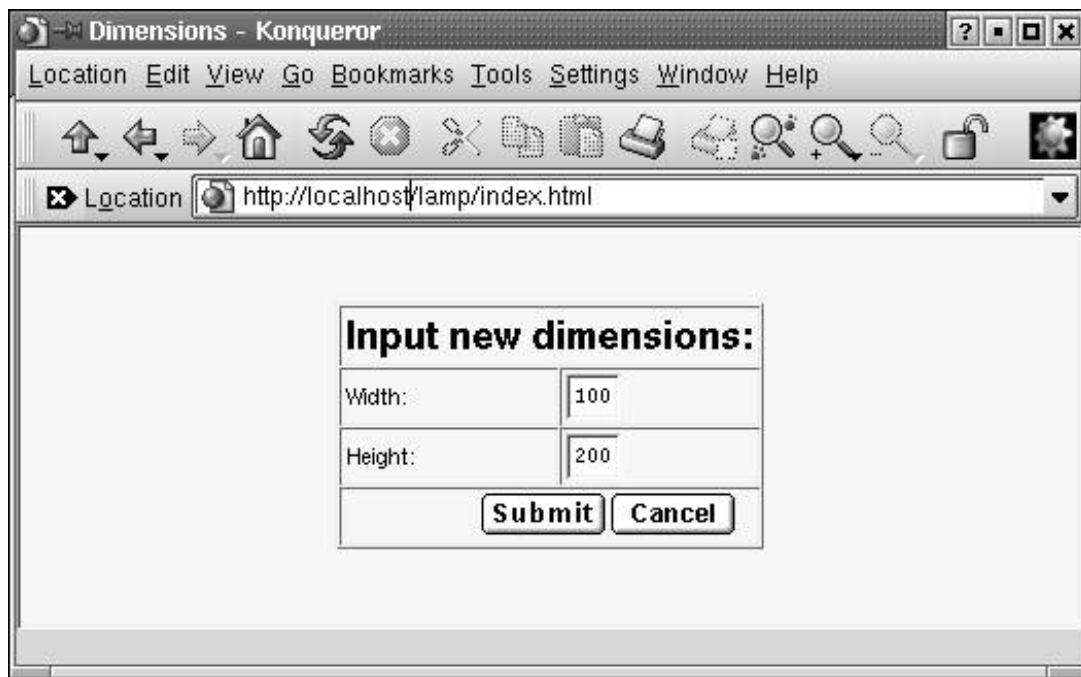 Dimensions - Konqueror
Location Edit View Go Bookmarks Tools Settings Window Help
Location http://localhost/lamp/index.html
Input new dimensions:
Width: 100
Height: 200
Submit Cancel